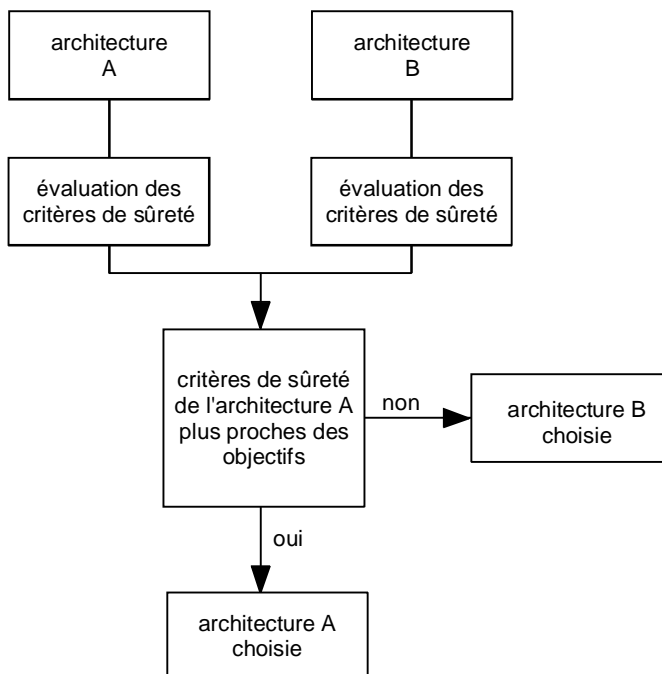 architecture
A
architecture
B
évaluation des
critères de sûreté
évaluation des
critères de sûreté
critères de sûreté
de l'architecture A
plus proches des
objectifs
non
architecture B
choisie
oui
architecture A
choisie